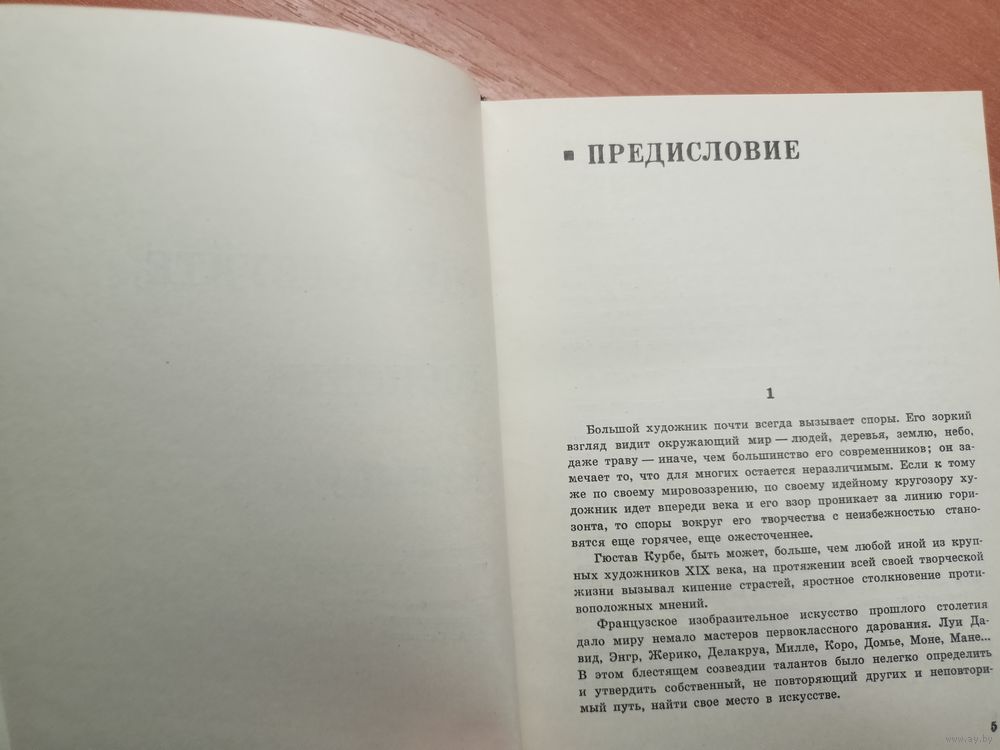 ▪ ПРЕДИСЛОВИЕ
1
Большой художник почти всегда вызывает споры. Его зоркий
взгляд видит окружающий мир — людей, деревья, землю, небо,
даже траву — иначе, чем большинство его современников; он за-
мечает то, что для многих остается неразличимым. Если к тому
же по своему мировоззрению, по своему идейному кругозору ху-
дожник идет впереди века и его взор проникает за линию гори-
зонта, то споры вокруг его творчества с неизбежностью стано-
вятся еще горячее, еще ожесточеннее.
Гюстав Курбе, быть может, больше, чем любой иной из круп-
ных художников XIX века, на протяжении всей своей творческой
жизни вызывал кипение страстей, яростное столкновение проти-
воположных мнений.
Французское изобразительное искусство прошлого столетия
дало миру немало мастеров первоклассного дарования. Луи Да-
вид, Энгр, Жерико, Делакруа, Милле, Коро, Домье, Моне, Мане...
В этом блестящем созвездии талантов было нелегко определить
и утвердить собственный, не повторяющий других и неповтори-
мый путь, найти свое место в искусстве.
5
www.ay.by